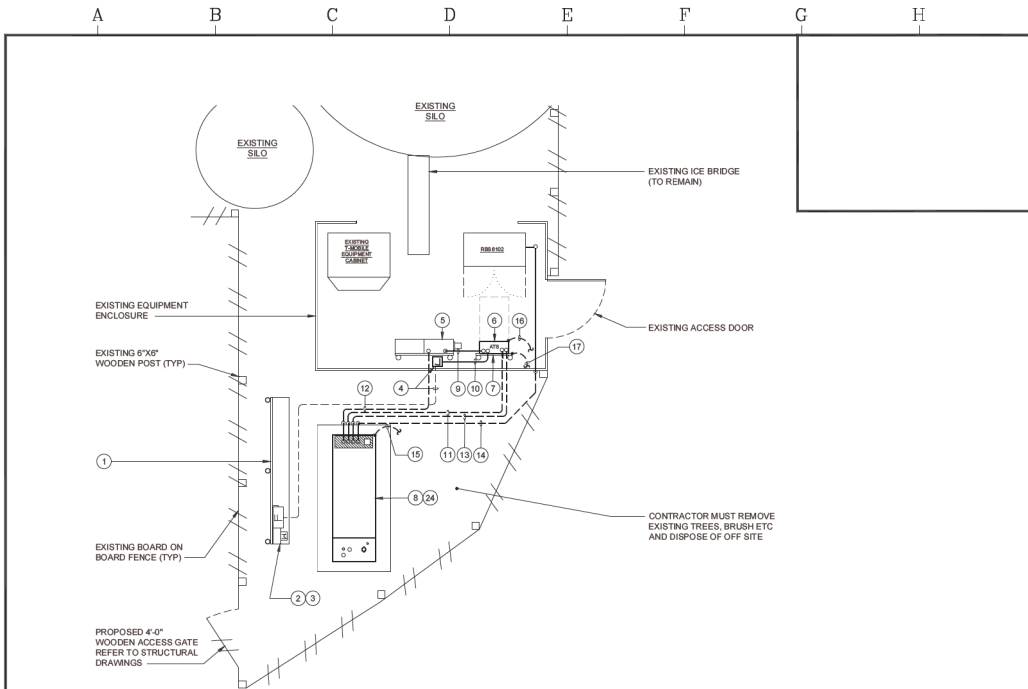 A B C D E F G H
EXISTING
SILO
EXISTING
SILO
EXISTING ICE BRIDGE
(TO REMAIN)
EXISTING
T-MOBILE
EQUIPMENT
CABINET
RBS 6102
EXISTING EQUIPMENT
ENCLOSURE
5
6
16
ATS
EXISTING ACCESS DOOR
17
EXISTING 6"X6"
WOODEN POST (TYP)
4
9
10
7
12
11
13
14
15
1
8 24
CONTRACTOR MUST REMOVE
EXISTING TREES, BRUSH ETC
AND DISPOSE OF OFF SITE
EXISTING BOARD ON
BOARD FENCE (TYP)
M
2 3
PROPOSED 4'-0"
WOODEN ACCESS GATE
REFER TO STRUCTURAL
DRAWINGS